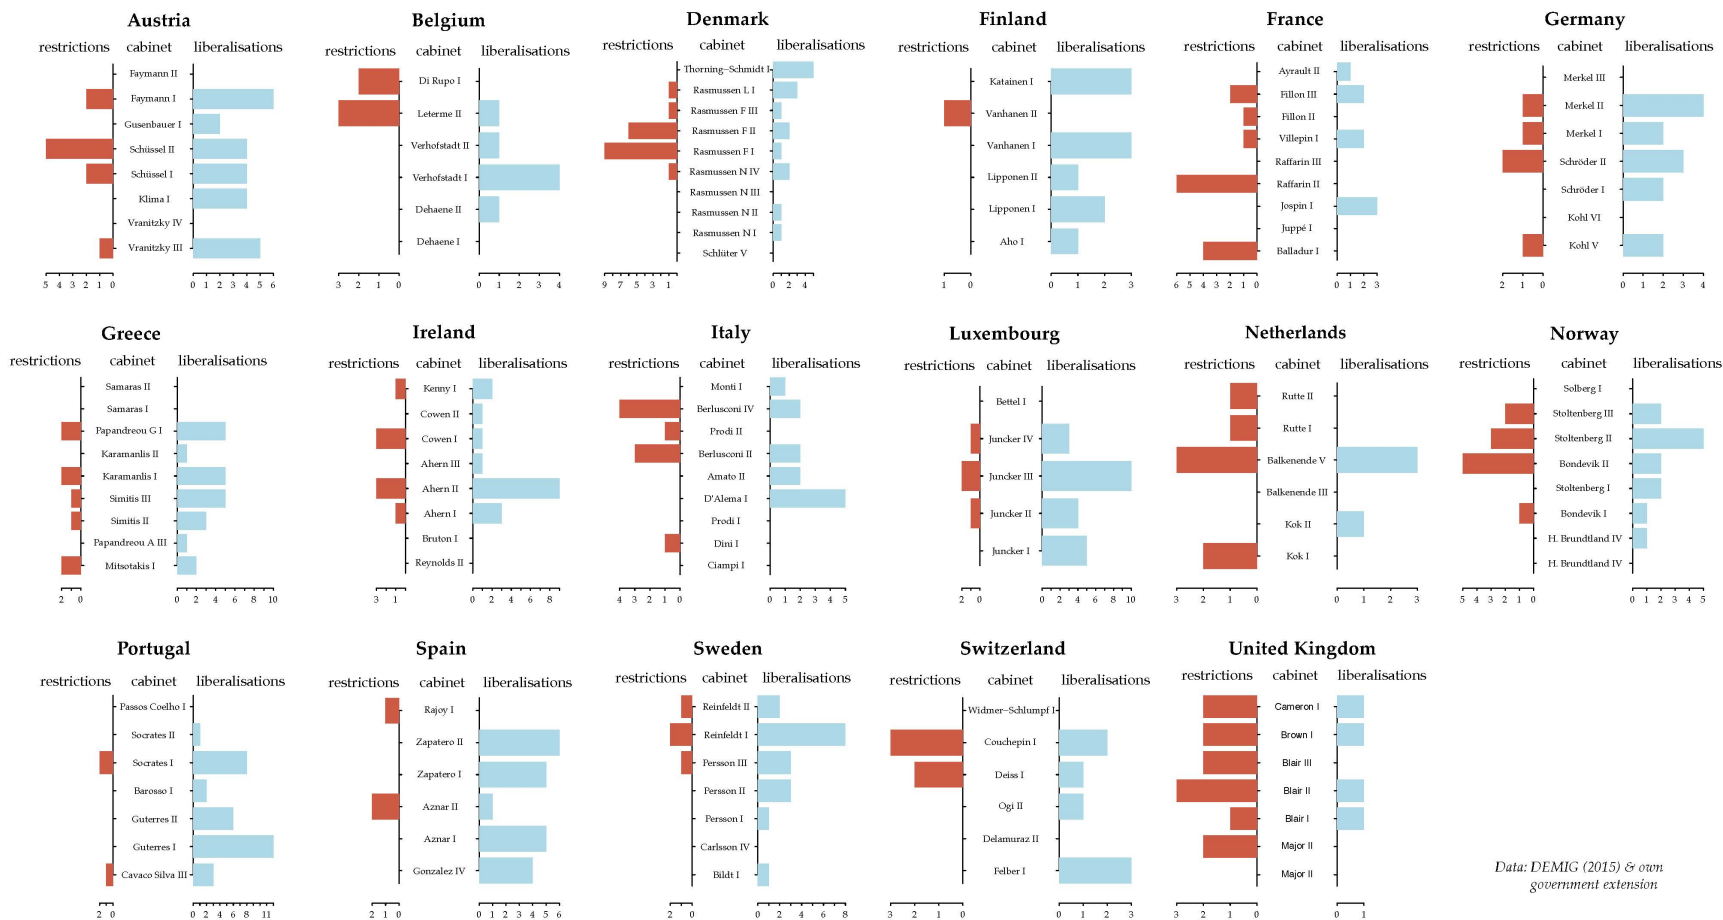 Austria
restrictions cabinet liberalisations
Faymann II
Faymann I
Gusenbauer I
Schüssel II
Schüssel I
Klima I
Vranitzky IV
Vranitzky III
5 4 3 2 1 0 0 1 2 3 4 5 6
Belgium
restrictions cabinet liberalisations
Di Rupo I
Leterme II
Verhofstadt II
Verhofstadt I
Dehaene II
Dehaene I
3 2 1 0 0 1 2 4
Denmark
restrictions cabinet liberalisations
Thorning−Schmidt I
Rasmussen L I
Rasmussen F III
Rasmussen F II
Rasmussen F I
Rasmussen N IV
Rasmussen N III
Rasmussen N II
Rasmussen N I
Schlüter V
9 7 5 3 1 0 2 4
Finland
restrictions cabinet liberalisations
Katainen I
Vanhanen II
Vanhanen I
Lipponen II
Lipponen I
Aho I
1 0 0 1 2 3
France
restrictions cabinet liberalisations
Ayrault II
Fillon III
Fillon II
Villepin I
Raffarin III
Raffarin II
Jospin I
Juppé I
Balladur I
6 5 4 3 2 1 0 0 1 2 3
Germany
restrictions cabinet liberalisations
Merkel III
Merkel II
Merkel I
Schröder II
Schröder I
Kohl VI
Kohl V
2 1 0 0 1 2 3 4
Greece
restrictions cabinet liberalisations
Samaras II
Samaras I
Papandreou G I
Karamanlis II
Karamanlis I
Simitis III
Simitis II
Papandreou A III
Mitsotakis I
2 0 0 2 4 6 8 10
Ireland
restrictions cabinet liberalisations
Kenny I
Cowen II
Cowen I
Ahern III
Ahern II
Ahern I
Bruton I
Reynolds II
3 1 0 2 4 6 8
Italy
restrictions cabinet liberalisations
Monti I
Berlusconi IV
Prodi II
Berlusconi II
Amato II
D'Alema I
Prodi I
Dini I
Ciampi I
4 3 2 1 0 0 1 2 3 4 5
Luxembourg
restrictions cabinet liberalisations
Bettel I
Juncker IV
Juncker III
Juncker II
Juncker I
2 0 0 2 4 6 8 10
Netherlands
restrictions cabinet liberalisations
Rutte II
Rutte I
Balkenende V
Balkenende III
Kok II
Kok I
3 2 1 0 0 1 2 3
Norway
restrictions cabinet liberalisations
Solberg I
Stoltenberg III
Stoltenberg II
Bondevik II
Stoltenberg I
Bondevik I
H. Brundtland IV
H. Brundtland IV
5 4 3 2 1 0 0 1 2 3 4 5
Portugal
restrictions cabinet liberalisations
Passos Coelho I
Socrates II
Socrates I
Barosso I
Guterres II
Guterres I
Cavaco Silva III
2 0 0 2 4 6 8 11
Spain
restrictions cabinet liberalisations
Rajoy I
Zapatero II
Zapatero I
Aznar II
Aznar I
Gonzalez IV
2 1 0 0 1 2 3 4 5 6
Sweden
restrictions cabinet liberalisations
Reinfeldt II
Reinfeldt I
Persson III
Persson II
Persson I
Carlsson IV
Bildt I
2 0 0 2 4 6 8
Switzerland
restrictions cabinet liberalisations
Widmer−Schlumpf I
Couchepin I
Deiss I
Ogi II
Delamuraz II
Felber I
3 2 1 0 0 1 2 3
United Kingdom
restrictions cabinet liberalisations
Cameron I
Brown I
Blair III
Blair II
Blair I
Major II
Major II
3 2 1 0 0 1
Data: DEMIG (2015) & own
government extension